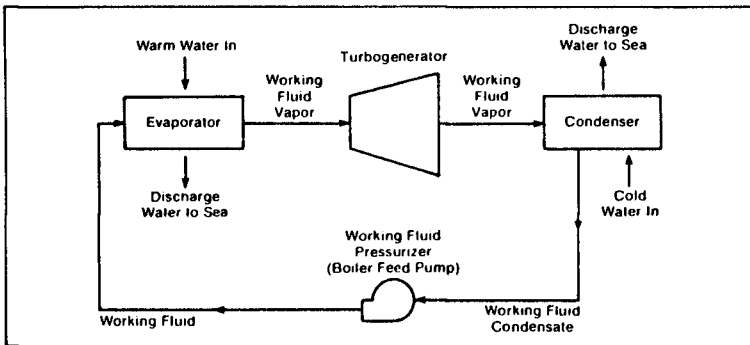 Discharge
Water to Sea
Warm Water In
Turbogenerator
Working
Fluid
Vapor
Working
Fluid
Vapor
Evaporator
Condenser
Discharge
Water to Sea
Cold
Water In
Working Fluid
Pressurizer
(Boiler Feed Pump)
Working Fluid
Working Fluid
Condensate